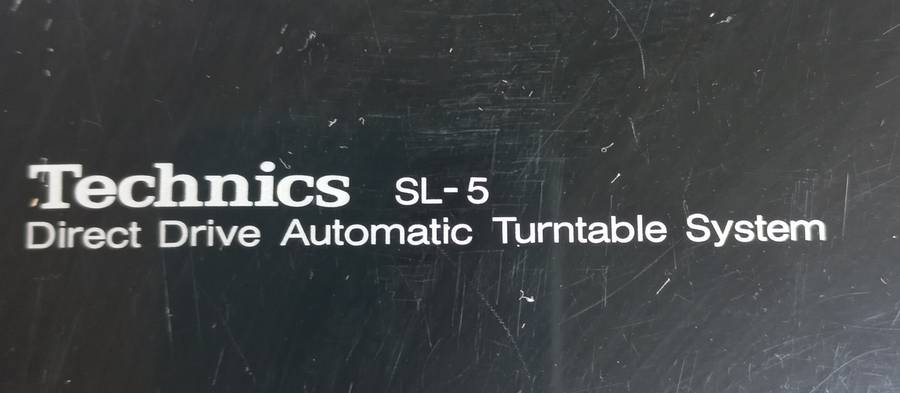 Technics SL-5
Direct Drive Automatic Turntable System